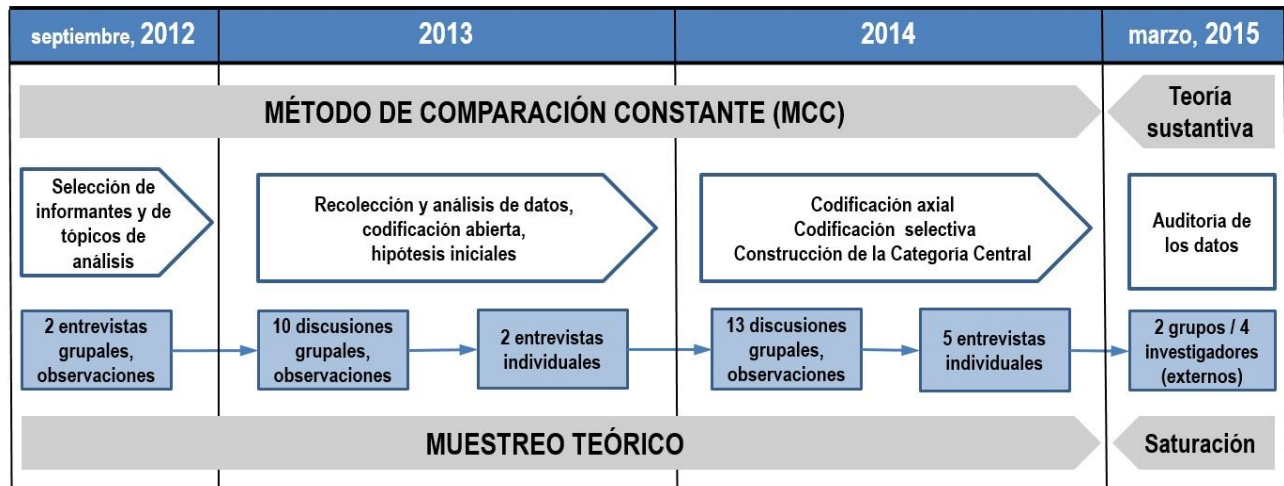 septiembre, 2012
2013
2014
marzo, 2015
MÉTODO DE COMPARACIÓN CONSTANTE (MCC)
Teoría
sustantiva
Selección de
informantes y de
tópicos de
análisis
Recolección y análisis de datos,
codificación abierta,
hipótesis iniciales
Codificación axial
Codificación selectiva
Construcción de la Categoría Central
Auditoría de
los datos
2 entrevistas
grupales,
observaciones
10 discusiones
grupales,
observaciones
2 entrevistas
individuales
13 discusiones
grupales,
observaciones
5 entrevistas
individuales
2 grupos / 4
investigadores
(externos)
MUESTREO TEÓRICO
Saturación